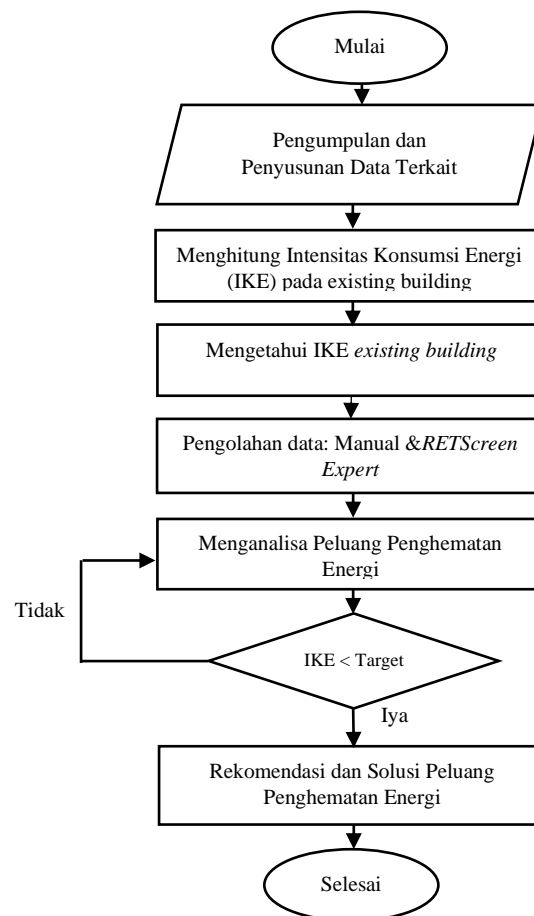 Mulai
Pengumpulan dan
Penyusunan Data Terkait
Menghitung Intensitas Konsumsi Energi
(IKE) pada existing building
Mengetahui IKE existing building
Pengolahan data: Manual &RETScreen
Expert
Menganalisa Peluang Penghematan
Energi
Tidak
IKE < Target
Iya
Rekomendasi dan Solusi Peluang
Penghematan Energi
Selesai